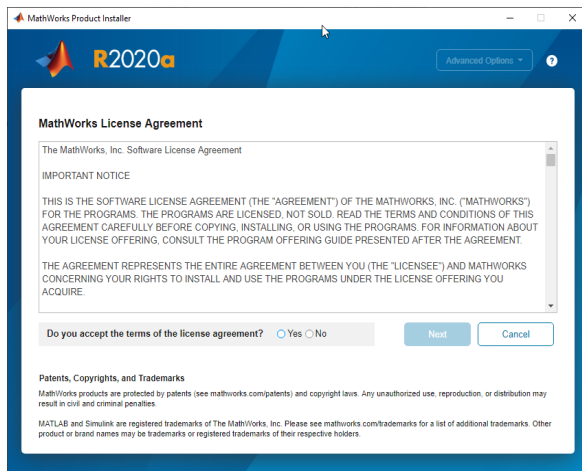 MathWorks Product Installer
R2020a
Advanced Options
?
MathWorks License Agreement
The MathWorks, Inc. Software License Agreement
IMPORTANT NOTICE
THIS IS THE SOFTWARE LICENSE AGREEMENT (THE "AGREEMENT") OF THE MATHWORKS, INC. ("MATHWORKS")
FOR THE PROGRAMS. THE PROGRAMS ARE LICENSED, NOT SOLD. READ THE TERMS AND CONDITIONS OF THIS
AGREEMENT CAREFULLY BEFORE COPYING, INSTALLING, OR USING THE PROGRAMS. FOR INFORMATION ABOUT
YOUR LICENSE OFFERING, CONSULT THE PROGRAM OFFERING GUIDE PRESENTED AFTER THE AGREEMENT.
THE AGREEMENT REPRESENTS THE ENTIRE AGREEMENT BETWEEN YOU (THE "LICENSEE") AND MATHWORKS
CONCERNING YOUR RIGHTS TO INSTALL AND USE THE PROGRAMS UNDER THE LICENSE OFFERING YOU
ACQUIRE.
Do you accept the terms of the license agreement? Yes No
Next
Cancel
Patents, Copyrights, and Trademarks
MathWorks products are protected by patents (see mathworks.com/patents) and copyright laws. Any unauthorized use, reproduction, or distribution may
result in civil and criminal penalties.
MATLAB and Simulink are registered trademarks of The MathWorks, Inc. Please see mathworks.com/trademarks for a list of additional trademarks. Other
product or brand names may be trademarks or registered trademarks of their respective holders.